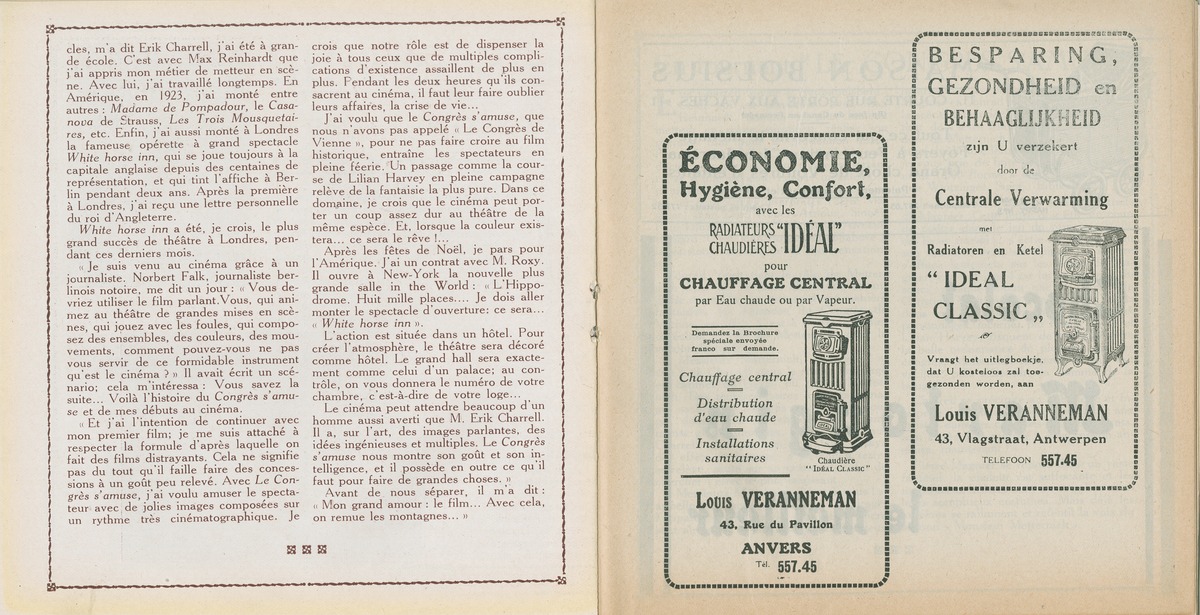 cles, m'a dit Erik Charrell, j'ai été à gran-
de école. C'est avec Max Reinhardt que
j'ai appris mon métier de metteur en scè-
ne. Avec lui, j'ai travaillé longtemps. En
Amérique, en 1923, j'ai monté entre
autres : Madame de Pompadour, le Casa-
nova de Strauss, Les Trois Mousquetai-
res, etc. Enfin, j'ai aussi monté à Londres
la fameuse opérette à grand spectacle
White horse inn, qui se joue toujours à la
capitale anglaise depuis des centaines de
représentation, et qui tint l'affiche à Ber-
lin pendant deux ans. Après la première
à Londres, j'ai reçu une lettre personnelle
du roi d'Angleterre.
White horse inn a été, je crois, le plus
grand succès de théâtre à Londres, pen-
dant ces derniers mois.
« Je suis venu au cinéma grâce à un
journaliste. Norbert Falk, journaliste ber-
linois notoire, me dit un jour : « Vous de-
vriez utiliser le film parlant. Vous, qui ani-
mez au théâtre de grandes mises en scè-
nes, qui jouez avec les foules, qui compo-
sez des ensembles, des couleurs, des mou-
vements, comment pouvez-vous ne pas
vous servir de ce formidable instrument
qu'est le cinéma ? » Il avait écrit un scé-
nario; cela m'intéressa : Vous savez la
suite... Voilà l'histoire du Congrès s'amu-
se et de mes débuts au cinéma.
« Et j'ai l'intention de continuer avec
mon premier film; je me suis attaché à
respecter la formule d'après laquelle on
fait des films distrayants. Cela ne signifie
pas du tout qu'il faille faire des conces-
sions à un goût peu relevé. Avec Le Con-
grès s'amuse, j'ai voulu amuser le specta-
teur avec de jolies images composées sur
un rythme très cinématographique. Je
crois que notre rôle est de dispenser la
joie à tous ceux que de multiples compli-
cations d'existence assaillent de plus en
plus. Pendant les deux heures qu'ils con-
sacrent au cinéma, il faut leur faire oublier
leurs affaires, la crise de vie...
J'ai voulu que le Congrès s'amuse, que
nous n'avons pas appelé « Le Congrès de
Vienne », pour ne pas faire croire au film
historique, entraîne les spectateurs en
pleine féerie. Un passage comme la cour-
se de Lilian Harvey en pleine campagne
relève de la fantaisie la plus pure. Dans ce
domaine, je crois que le cinéma peut por-
ter un coup assez dur au théâtre de la
même espèce. Et, lorsque la couleur exis-
tera... ce sera le rêve !...
Après les fêtes de Noël, je pars pour
l'Amérique. J'ai un contrat avec M. Roxy.
Il ouvre à New-York la nouvelle plus
grande salle in the World : « L'Hippo-
drome. Huit mille places.... Je dois aller
monter le spectacle d'ouverture: ce sera...
« White horse inn ».
L'action est située dans un hôtel. Pour
créer l'atmosphère, le théâtre sera décoré
comme hôtel. Le grand hall sera exacte-
ment comme celui d'un palace; au con-
trôle, on vous donnera le numéro de votre
chambre, c'est-à-dire de votre loge...
Le cinéma peut attendre beaucoup d'un
homme aussi averti que M. Erik Charrell.
Il a, sur l'art, des images parlantes, des
idées ingénieuses et multiples. Le Congrès
s'amuse nous montre son goût et son in-
telligence, et il possède en outre ce qu'il
faut pour faire de grandes choses. »
Avant de nous séparer, il m'a dit :
« Mon grand amour : le film... Avec cela,
on remue les montagnes... »
ÉCONOMIE,
Hygiène, Confort,
avec les
RADIATEURS "IDÉAL"
CHAUDIÈRES
pour
CHAUFFAGE CENTRAL
par Eau chaude ou par Vapeur.
Demandez la Brochure
spéciale envoyée
franco sur demande.
Chauffage central
Distribution
d'eau chaude
Installations
sanitaires
Chaudière
"IDÉAL CLASSIC"
LOUIS VERANNEMAN
43, Rue du Pavillon
ANVERS
Tél. 557.45
BESPARING,
GEZONDHEID en
BEHAAGLIJKHEID
zijn U verzekert
door de
Centrale Verwarming
met
Radiatoren en Ketel
" IDEAL
CLASSIC „
Vraagt het uitlegboekje,
dat U kosteloos zal toe-
gezonden worden, aan
Louis VERANNEMAN
43, Vlagstraat, Antwerpen
TELEFOON 557.45